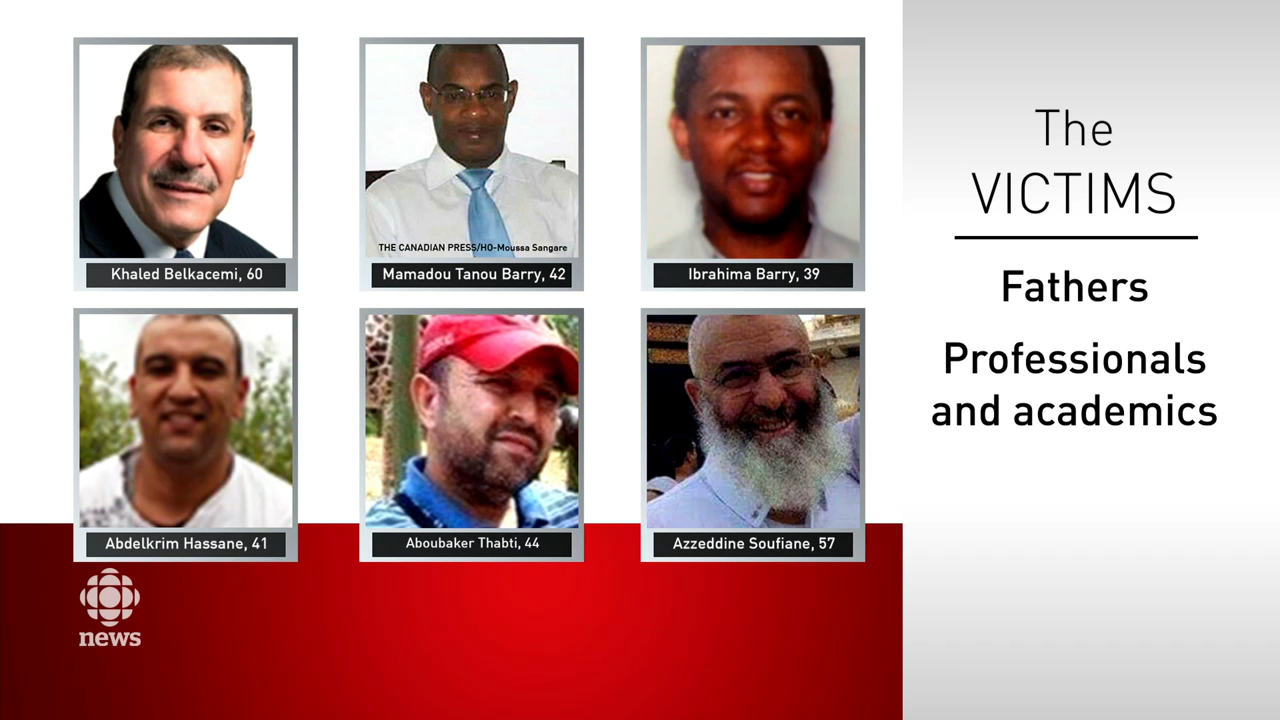 THE CANADIAN PRESS/HO-Moussa Sangare
Khaled Belkacemi, 60
Mamadou Tanou Barry, 42
Ibrahima Barry, 39
Abdelkrim Hassane, 41
Aboubaker Thabti, 44
Azzeddine Soufiane, 57
news
The
VICTIMS
Fathers
Professionals
and academics